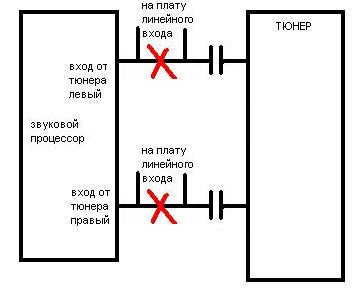 на плату
линейного
входа
ТЮНЕР
вход от
тюнера
левый
звуковой
процессор
на плату
линейного
входа
вход от
тюнера
правый